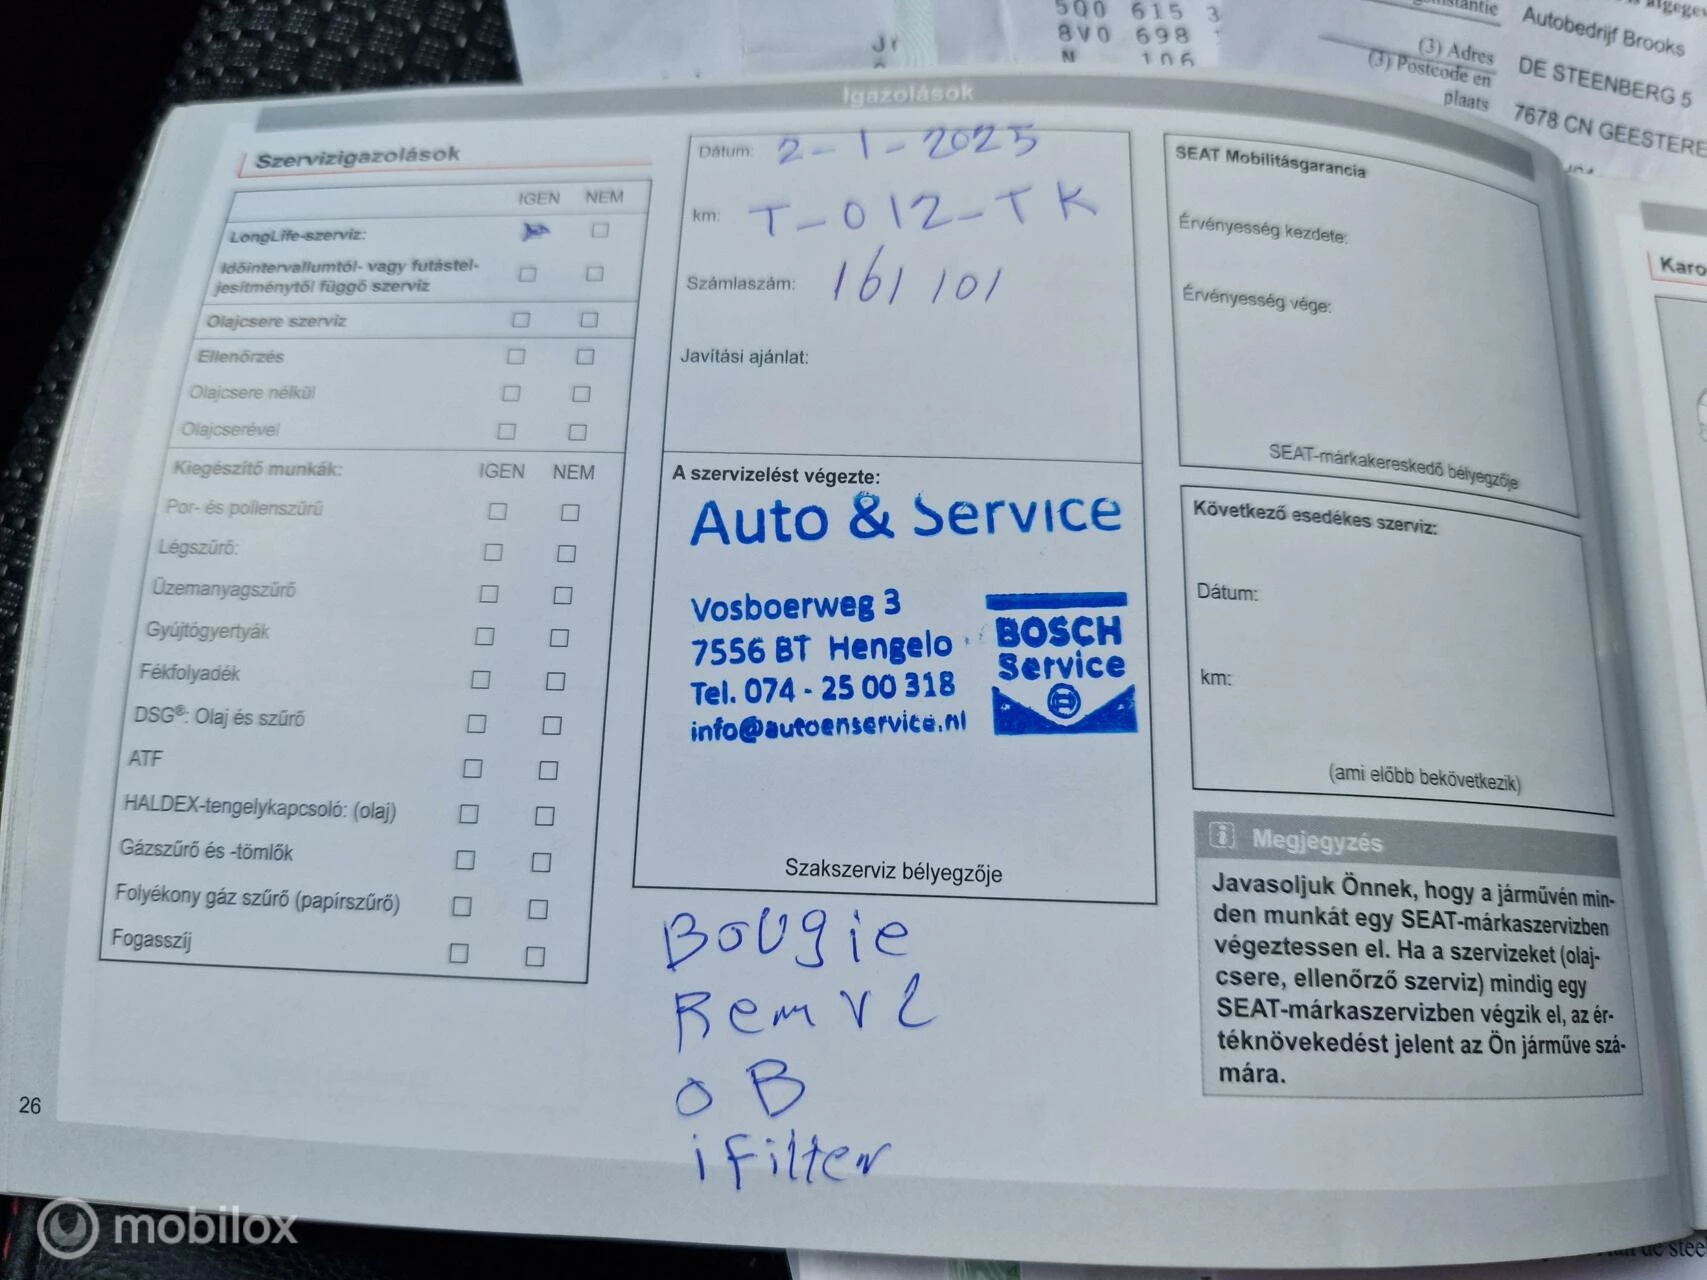 5Q0 615 3
8V0 698
N 106
Autobedrijf Brooks
(3) Adres
DE STEENBERG 5
(3) Postcode en
plaats
7678 CN GEESTERE
Igazolások
Szervizigazolások
IGEN NEM
LongLife-szerviz:
Időintervallumtól- vagy futástel-
jesítménytől függő szerviz
Olajcsere szerviz
Ellenőrzés
Olajcsere nélkül
Olajcserével
Kiegészítő munkák: IGEN NEM
Por- és pollenszűrű
Légszűrő:
Üzemanyagszűrő
Gyújtógyertyák
Fékfolyadék
DSG®: Olaj és szűrő
ATF
HALDEX-tengelykapcsoló: (olaj)
Gázszűrő és -tömlők
Folyékony gáz szűrő (papírszűrő)
Fogasszíj
26
Dátum: 2-1-2025
km: T-012-TK
Számlaszám: 161101
Javítási ajánlat:
A szervizelést végezte:
Auto & Service
Vosboerweg 3
7556 BT Hengelo
Tel. 074 - 25 00 318
info@autoenservice.nl
BOSCH
Service
Szakszerviz bélyegzője
Bougie
Remvl
oB
iFilter
SEAT Mobilitásgarancia
Érvényesség kezdete:
Érvényesség vége:
SEAT-márkakereskedő bélyegzője
Következő esedékes szerviz:
Dátum:
km:
(ami előbb bekövetkezik)
i Megjegyzés
Javasoljuk Önnek, hogy a járművén min-
den munkát egy SEAT-márkaszervizben
végeztessen el. Ha a szervizeket (olaj-
csere, ellenőrző szerviz) mindig egy
SEAT-márkaszervizben végzik el, az ér-
téknövekedést jelent az Ön járműve szá-
mára.
Karo
mobilox